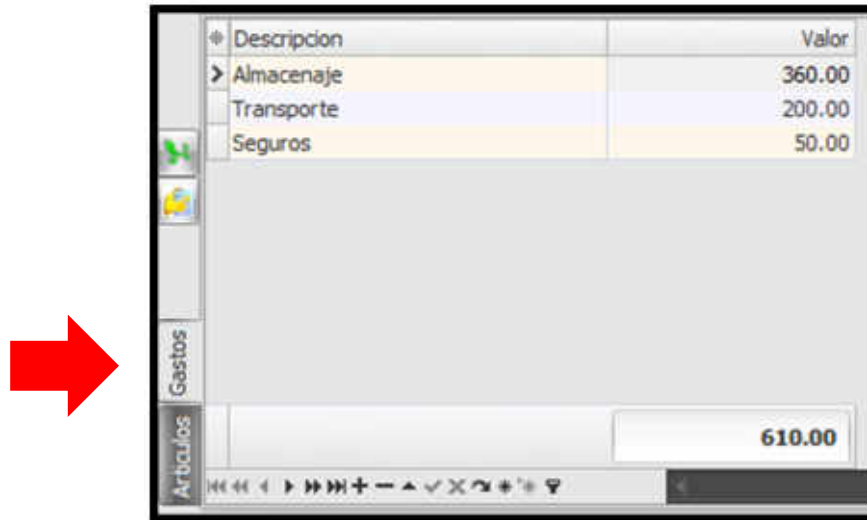 Descripcion Valor
Almacenaje 360.00
Transporte 200.00
Seguros 50.00
Gastos
Articulos
610.00